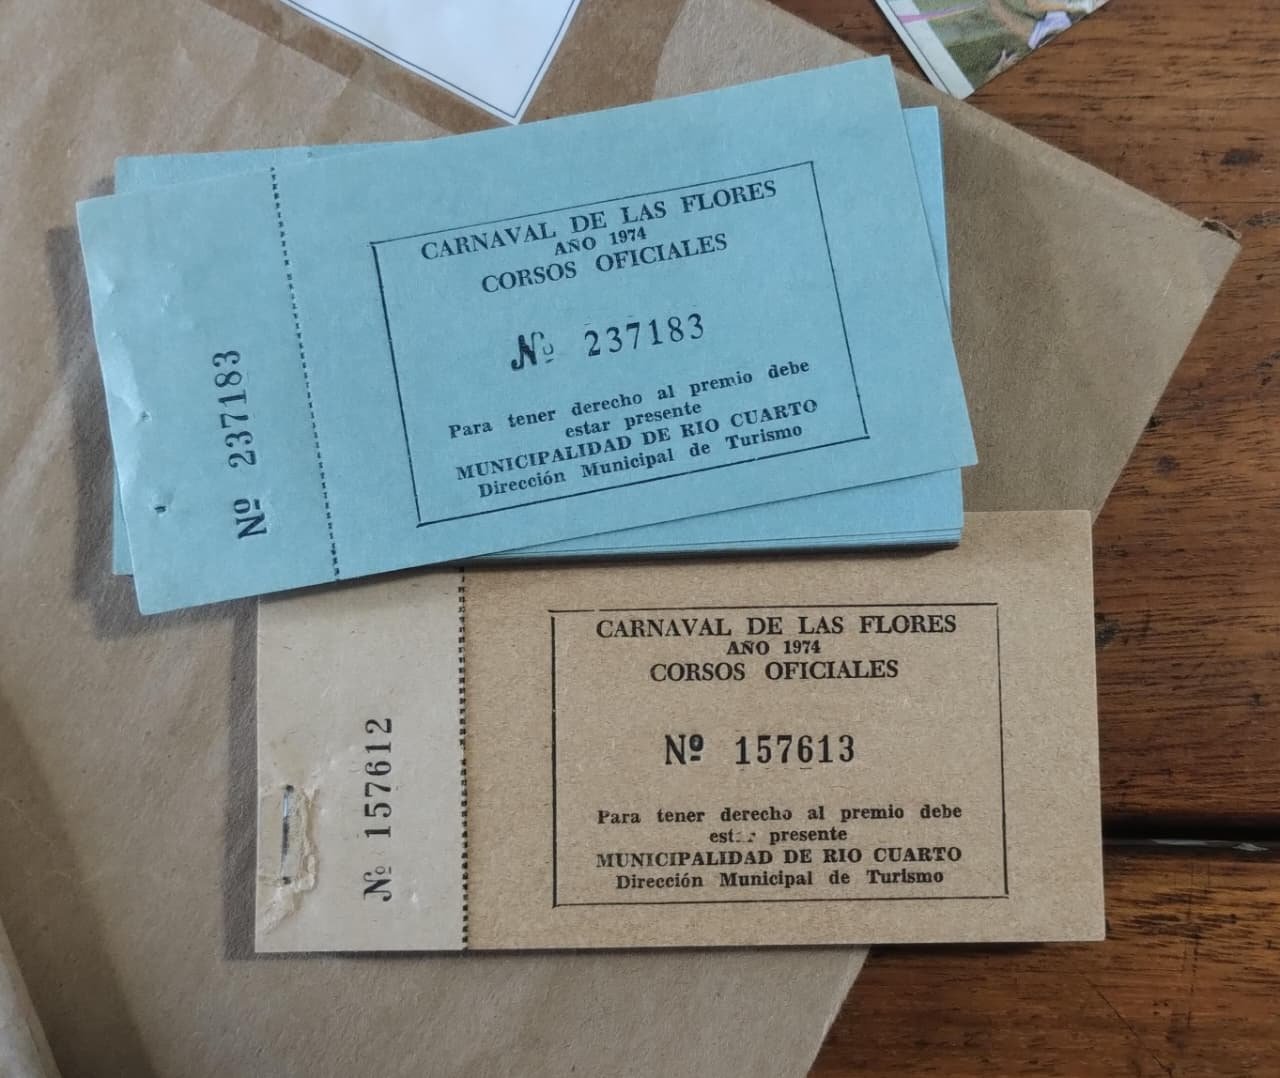 CARNAVAL DE LAS FLORES
AÑO 1974
CORSOS OFICIALES
Nº 237183
Para tener derecho al premio debe
estar presente
MUNICIPALIDAD DE RIO CUARTO
Dirección Municipal de Turismo
Nº 237183
CARNAVAL DE LAS FLORES
AÑO 1974
CORSOS OFICIALES
Nº 157613
Para tener derecho al premio debe
presente
MUNICIPALIDAD DE RIO CUARTO
Dirección Municipal de Turismo
Nº 157612